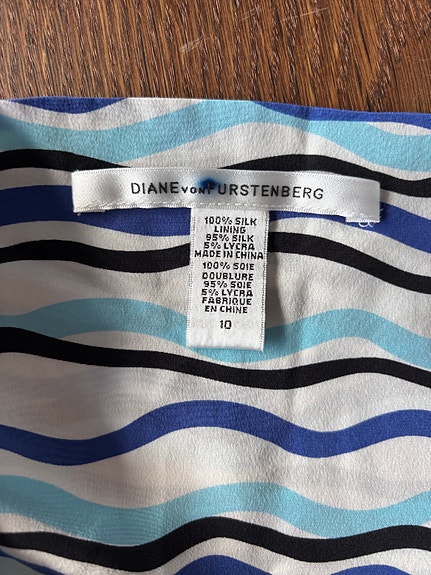 DIANE VON FURSTENBERG
100% SILK
LINING
95% SILK
5% LYCRA
MADE IN CHINA
100% SOIE
DOUBLURE
95% SOIE
5% LYCRA
FABRIQUE
EN CHINE
10